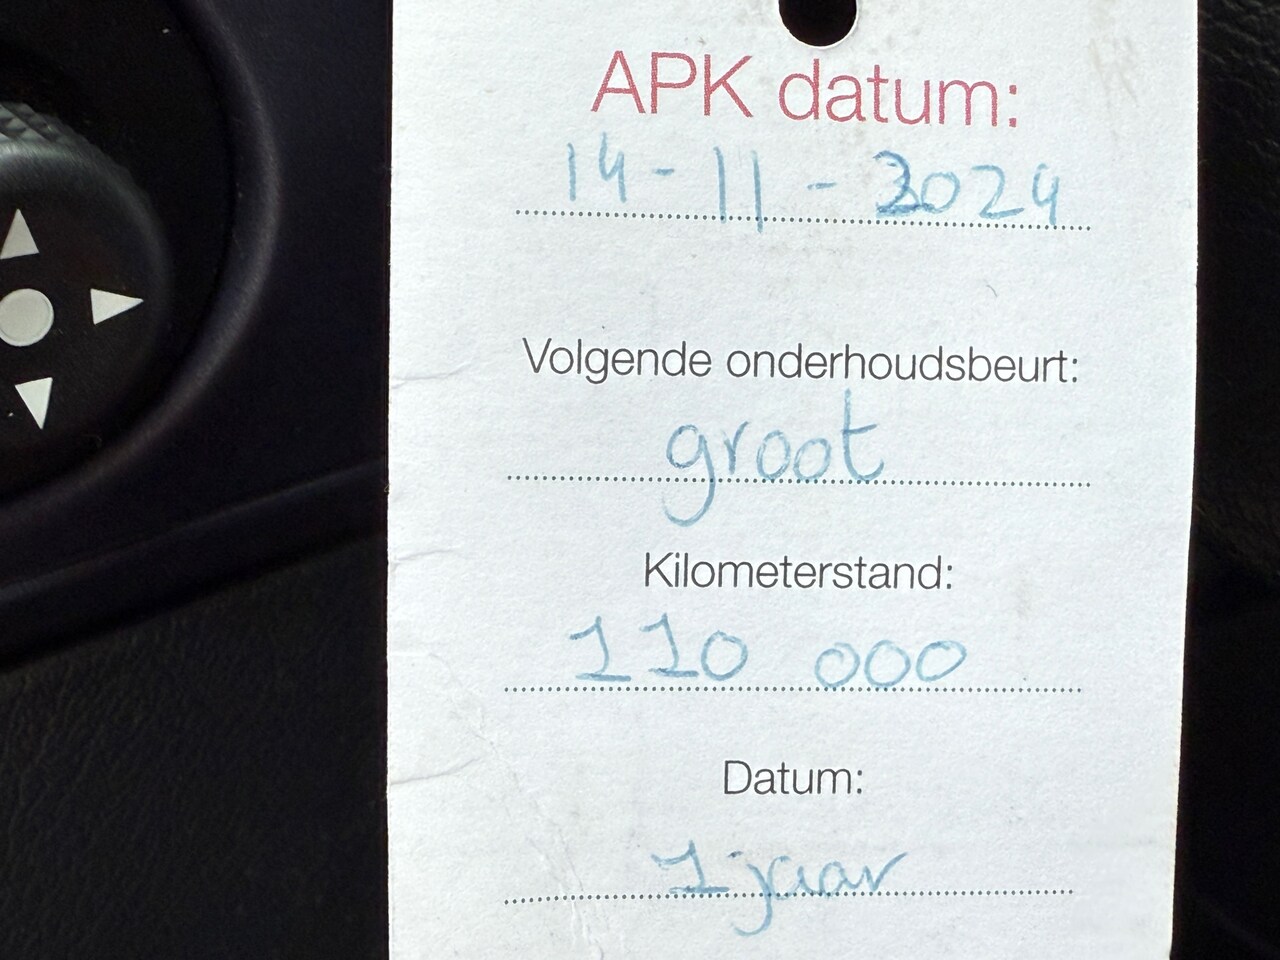 APK datum:
14-11-2024
Volgende onderhoudsbeurt:
groot
Kilometerstand:
110 000
Datum:
1 jaar